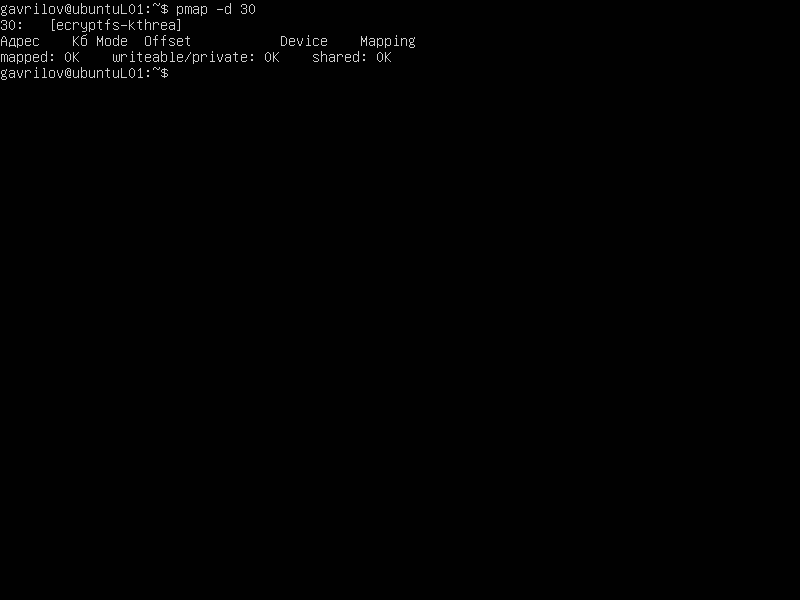 gavrilov@ubuntuL01:~$ pmap -d 30
30:   [ecryptfs-kthrea]
Адрес    Кб Mode  Offset           Device    Mapping
mapped: 0K    writeable/private: 0K    shared: 0K
gavrilov@ubuntuL01:~$